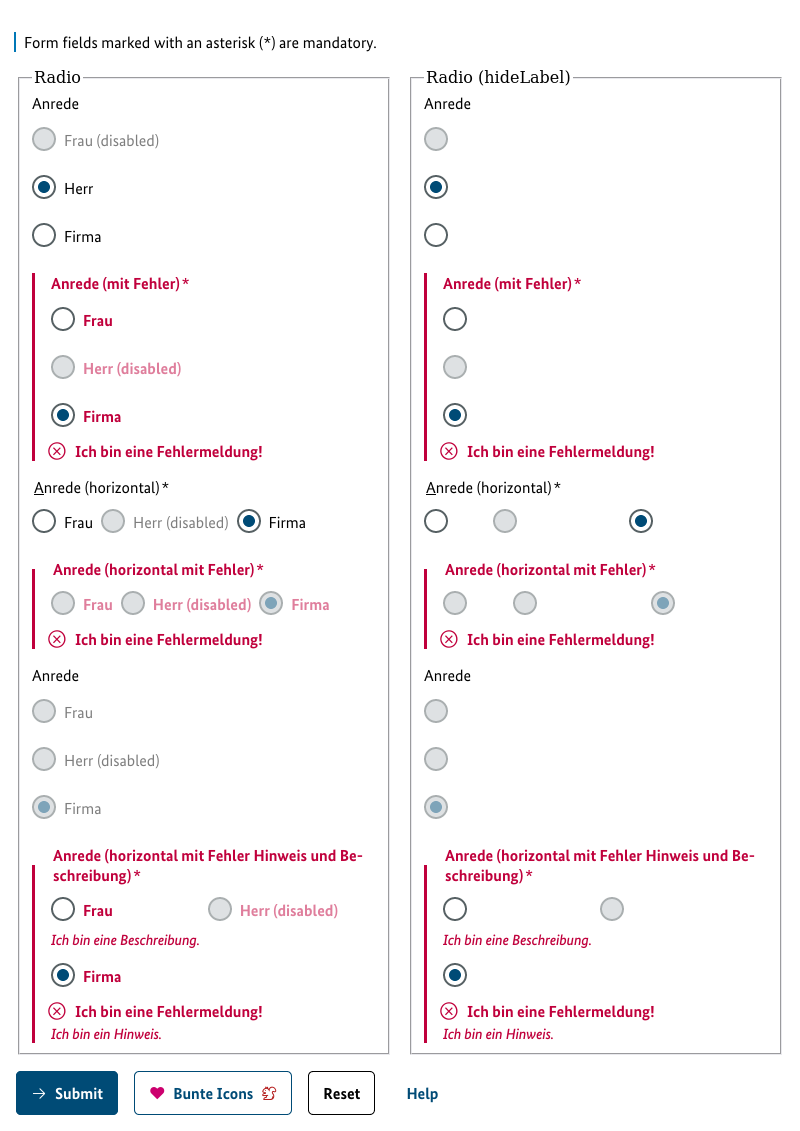 Form fields marked with an asterisk (*) are mandatory.
Radio
Anrede
Frau (disabled)
Herr
Firma
Anrede (mit Fehler) *
Frau
Herr (disabled)
Firma
Ich bin eine Fehlermeldung!
Anrede (horizontal) *
Frau Herr (disabled) Firma
Anrede (horizontal mit Fehler) *
Frau Herr (disabled) Firma
Ich bin eine Fehlermeldung!
Anrede
Frau
Herr (disabled)
Firma
Anrede (horizontal mit Fehler Hinweis und Be-
schreibung) *
Frau Herr (disabled)
Ich bin eine Beschreibung.
Firma
Ich bin eine Fehlermeldung!
Ich bin ein Hinweis.
Radio (hideLabel)
Anrede
Anrede (mit Fehler) *
Ich bin eine Fehlermeldung!
Anrede (horizontal) *
Anrede (horizontal mit Fehler) *
Ich bin eine Fehlermeldung!
Anrede
Anrede (horizontal mit Fehler Hinweis und Be-
schreibung) *
Ich bin eine Beschreibung.
Ich bin eine Fehlermeldung!
Ich bin ein Hinweis.
Submit Bunte Icons Reset Help